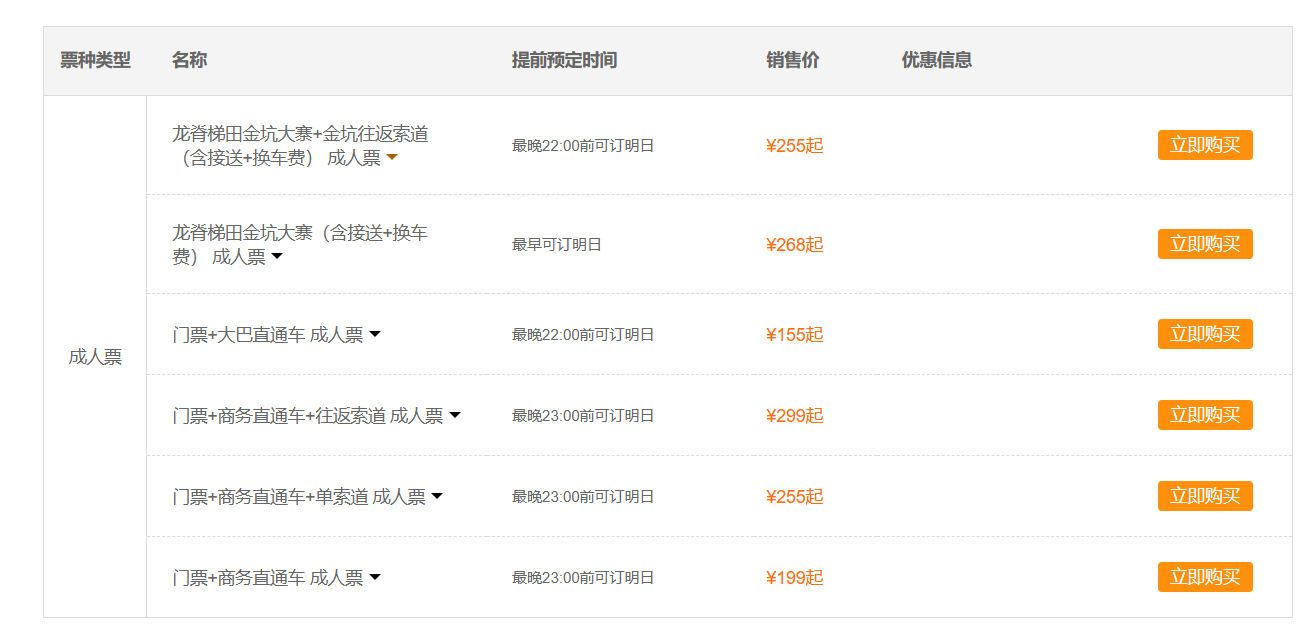 票种类型 名称 提前预定时间 销售价 优惠信息
龙脊梯田金坑大寨+金坑往返索道
（含接送+换车费） 成人票 最晚22:00前可订明日 ¥255起 立即购买
龙脊梯田金坑大寨（含接送+换车
费） 成人票 最早可订明日 ¥268起 立即购买
门票+大巴直通车 成人票 最晚22:00前可订明日 ¥155起 立即购买
成人票
门票+商务直通车+往返索道 成人票 最晚23:00前可订明日 ¥299起 立即购买
门票+商务直通车+单索道 成人票 最晚23:00前可订明日 ¥255起 立即购买
门票+商务直通车 成人票 最晚23:00前可订明日 ¥199起 立即购买